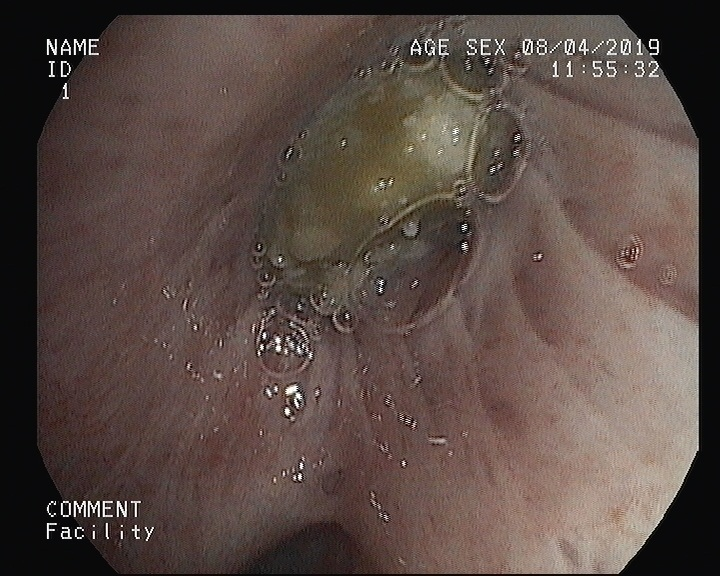 NAME
AGE SEX 08/04/2019
ID
11:55:32
1
COMMENT
Facility